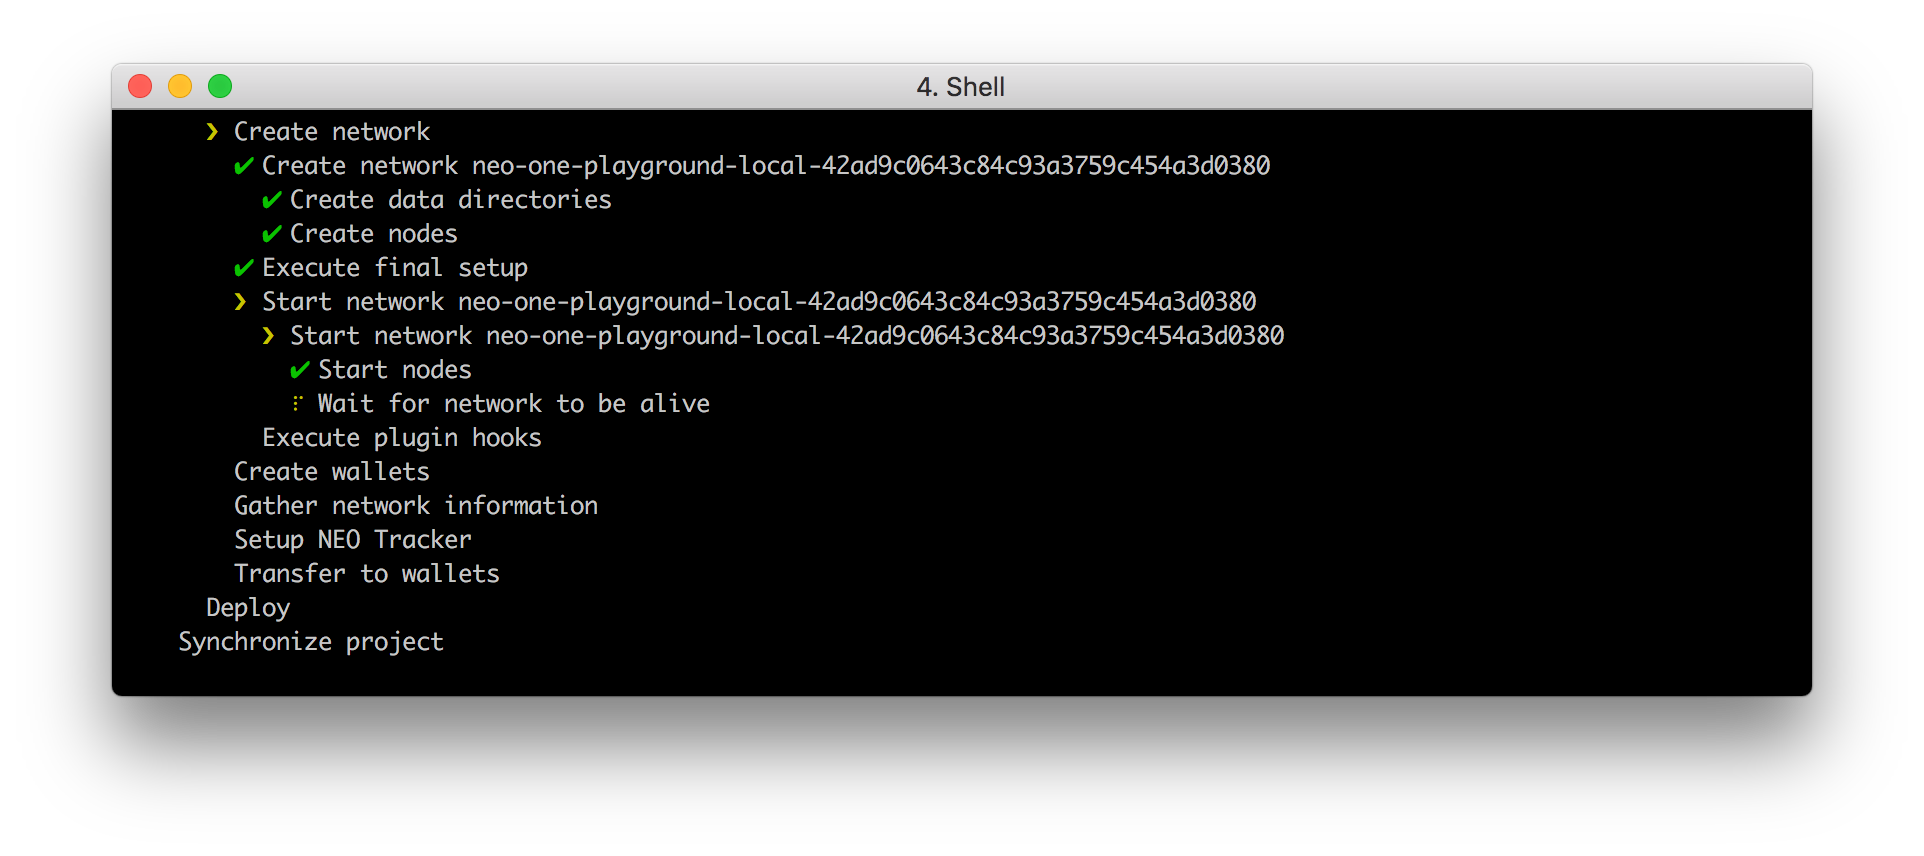 4. Shell
❯ Create network
✔ Create network neo-one-playground-local-42ad9c0643c84c93a3759c454a3d0380
✔ Create data directories
✔ Create nodes
✔ Execute final setup
❯ Start network neo-one-playground-local-42ad9c0643c84c93a3759c454a3d0380
❯ Start network neo-one-playground-local-42ad9c0643c84c93a3759c454a3d0380
✔ Start nodes
⠏ Wait for network to be alive
Execute plugin hooks
Create wallets
Gather network information
Setup NEO Tracker
Transfer to wallets
Deploy
Synchronize project